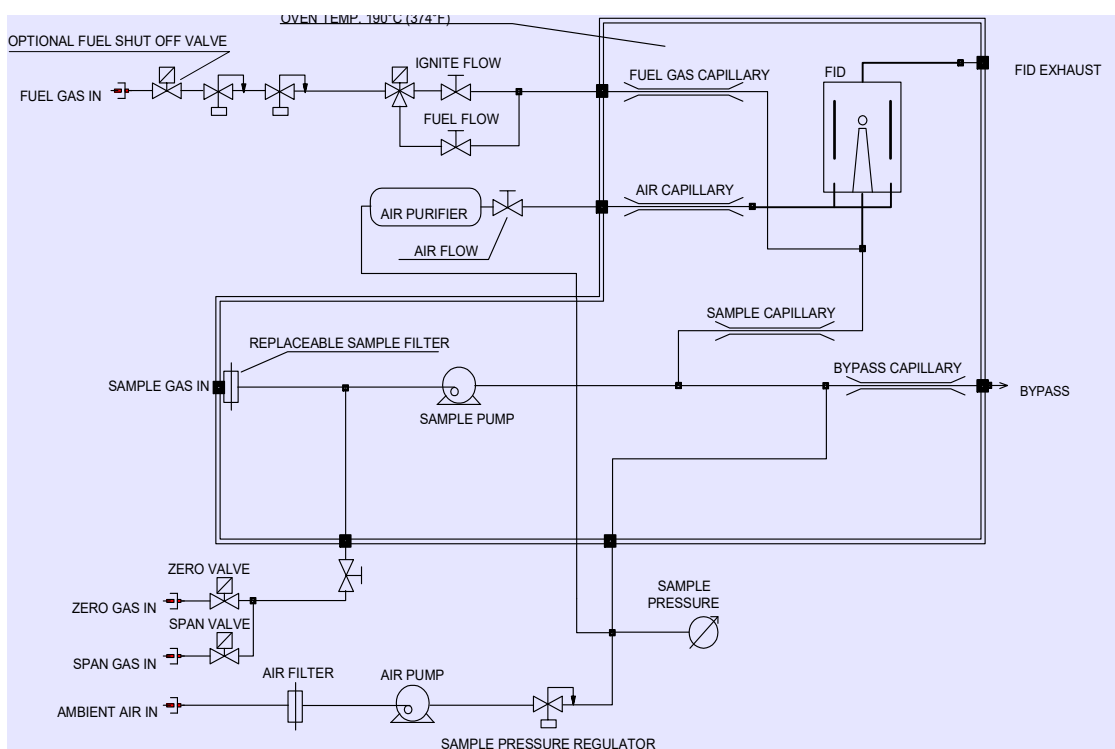 OVEN TEMP. 190°C (374°F)
OPTIONAL FUEL SHUT OFF VALVE
IGNITE FLOW
FUEL GAS CAPILLARY
FID
FID EXHAUST
FUEL GAS IN
FUEL FLOW
AIR CAPILLARY
AIR PURIFIER
AIR FLOW
SAMPLE CAPILLARY
REPLACEABLE SAMPLE FILTER
BYPASS CAPILLARY
SAMPLE GAS IN
BYPASS
SAMPLE PUMP
ZERO VALVE
SAMPLE
PRESSURE
ZERO GAS IN
SPAN VALVE
SPAN GAS IN
AIR FILTER
AIR PUMP
AMBIENT AIR IN
SAMPLE PRESSURE REGULATOR